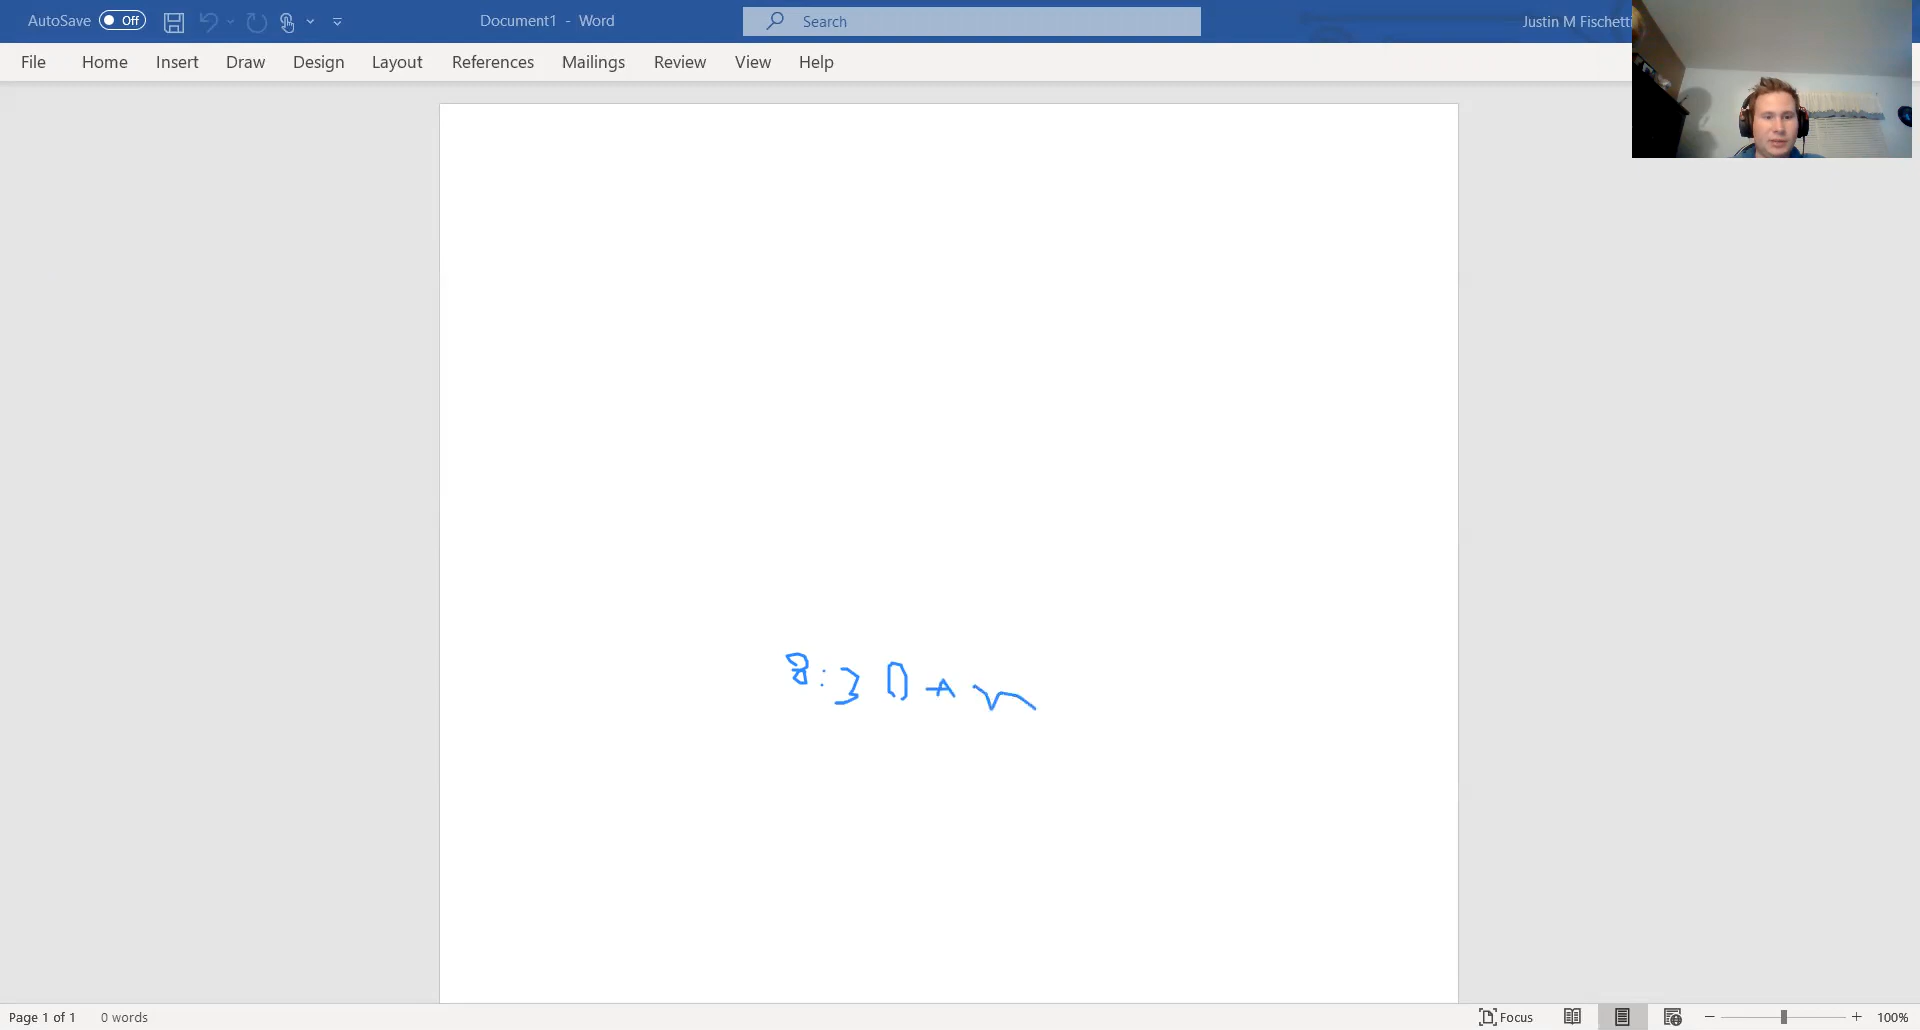 AutoSave Off Document1 - Word Search Justin M Fischetti
File Home Insert Draw Design Layout References Mailings Review View Help
8:30 AM
Page 1 of 1 0 words Focus 100%